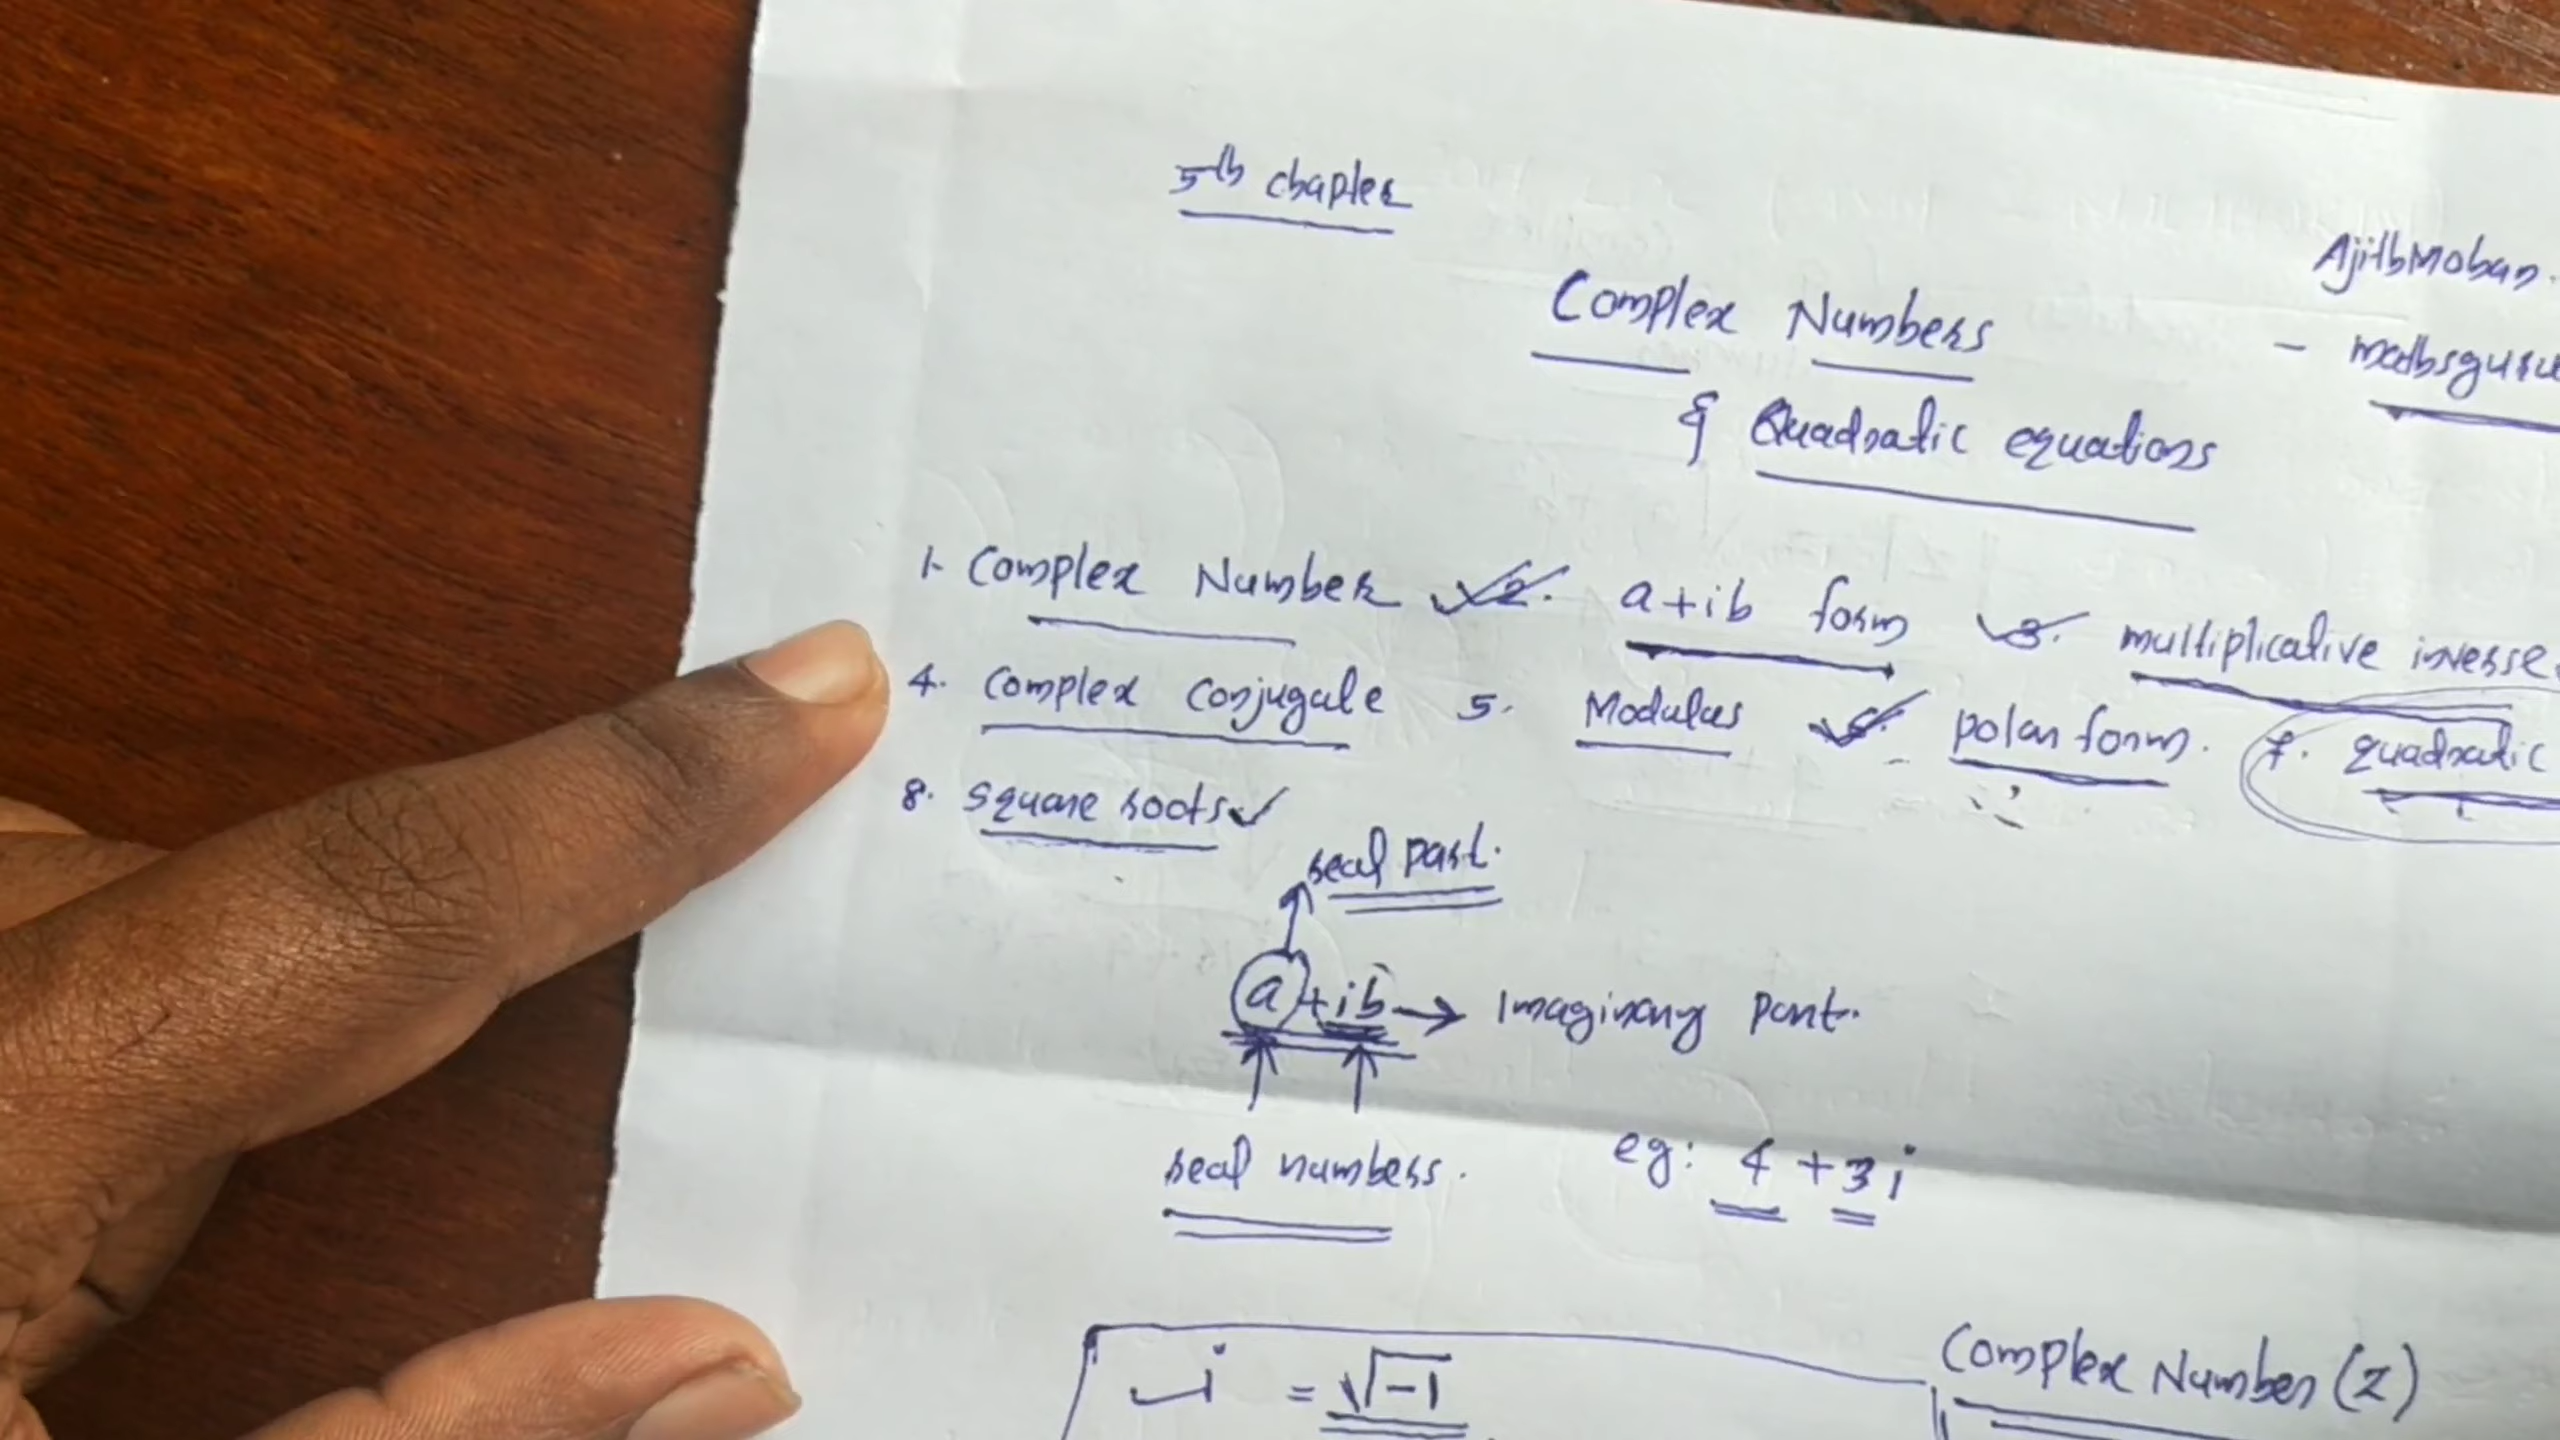 5th chapter
Ajith Mohan.
Complex Numbers
- mathsguru
& Quadratic equations
1. Complex Number ✓ 2. a+ib form ✓ 3. multiplicative inverse.
4. Complex Conjugate 5. Modulus ✓ 6. polar form. 7. quadratic
8. square roots ✓
real part.
a+ib → Imaginary part.
real numbers. eg: 4 + 3i
i = √-1
Complex Number (z)